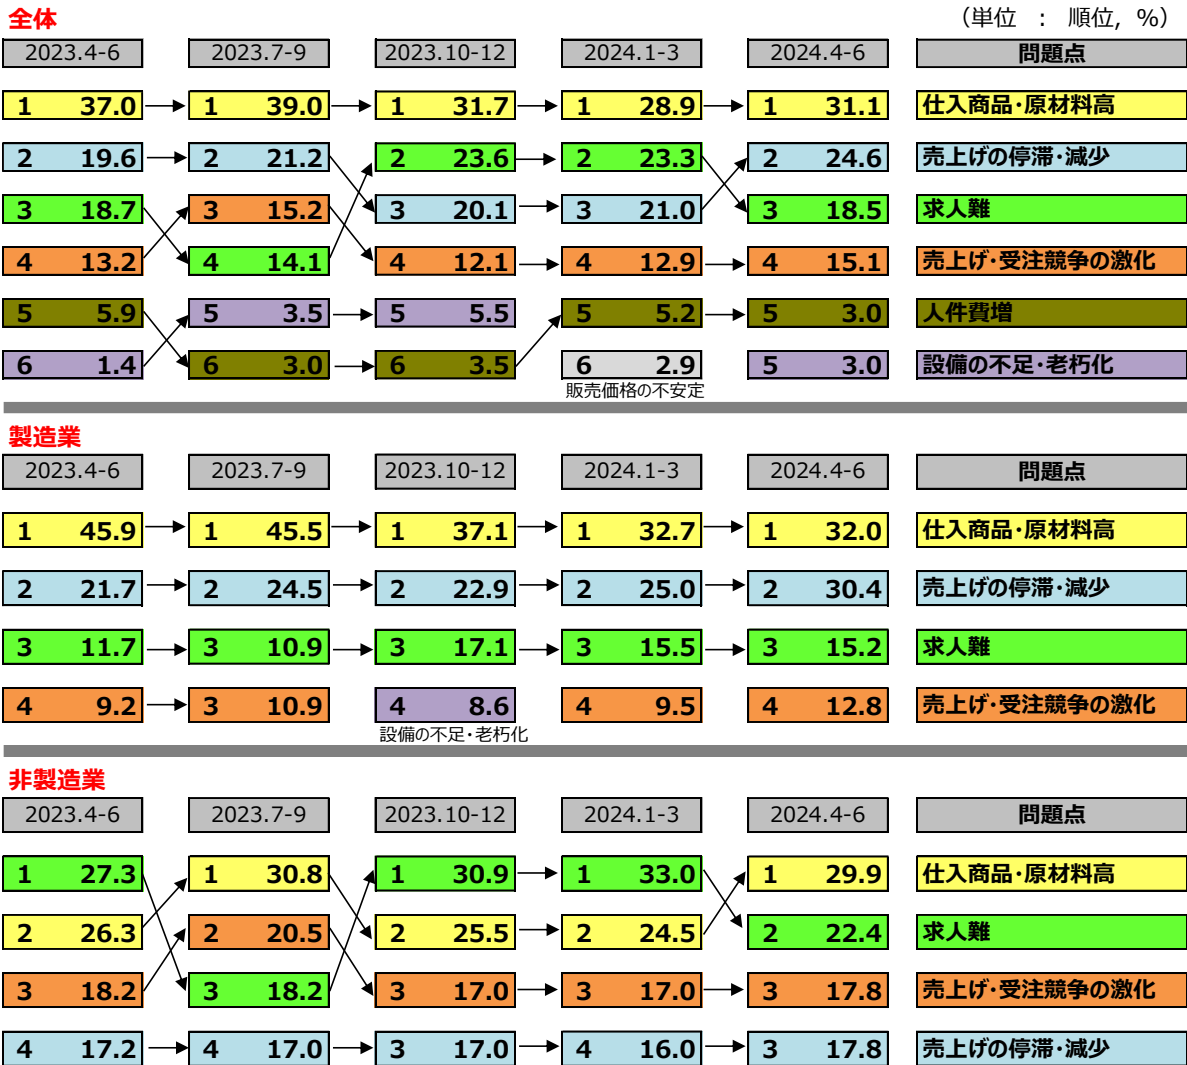 全体 （単位 ： 順位，％）
2023.4-6 2023.7-9 2023.10-12 2024.1-3 2024.4-6 問題点
1 37.0 1 39.0 1 31.7 1 28.9 1 31.1 仕入商品・原材料高
2 19.6 2 21.2 2 23.6 2 23.3 2 24.6 売上げの停滞・減少
3 18.7 3 15.2 3 20.1 3 21.0 3 18.5 求人難
4 13.2 4 14.1 4 12.1 4 12.9 4 15.1 売上げ・受注競争の激化
5 5.9 5 3.5 5 5.5 5 5.2 5 3.0 人件費増
6 1.4 6 3.0 6 3.5 6 2.9 5 3.0 設備の不足・老朽化
販売価格の不安定
製造業
2023.4-6 2023.7-9 2023.10-12 2024.1-3 2024.4-6 問題点
1 45.9 1 45.5 1 37.1 1 32.7 1 32.0 仕入商品・原材料高
2 21.7 2 24.5 2 22.9 2 25.0 2 30.4 売上げの停滞・減少
3 11.7 3 10.9 3 17.1 3 15.5 3 15.2 求人難
4 9.2 3 10.9 4 8.6 4 9.5 4 12.8 売上げ・受注競争の激化
設備の不足・老朽化
非製造業
2023.4-6 2023.7-9 2023.10-12 2024.1-3 2024.4-6 問題点
1 27.3 1 30.8 1 30.9 1 33.0 1 29.9 仕入商品・原材料高
2 26.3 2 20.5 2 25.5 2 24.5 2 22.4 求人難
3 18.2 3 18.2 3 17.0 3 17.0 3 17.8 売上げ・受注競争の激化
4 17.2 4 17.0 3 17.0 4 16.0 3 17.8 売上げの停滞・減少